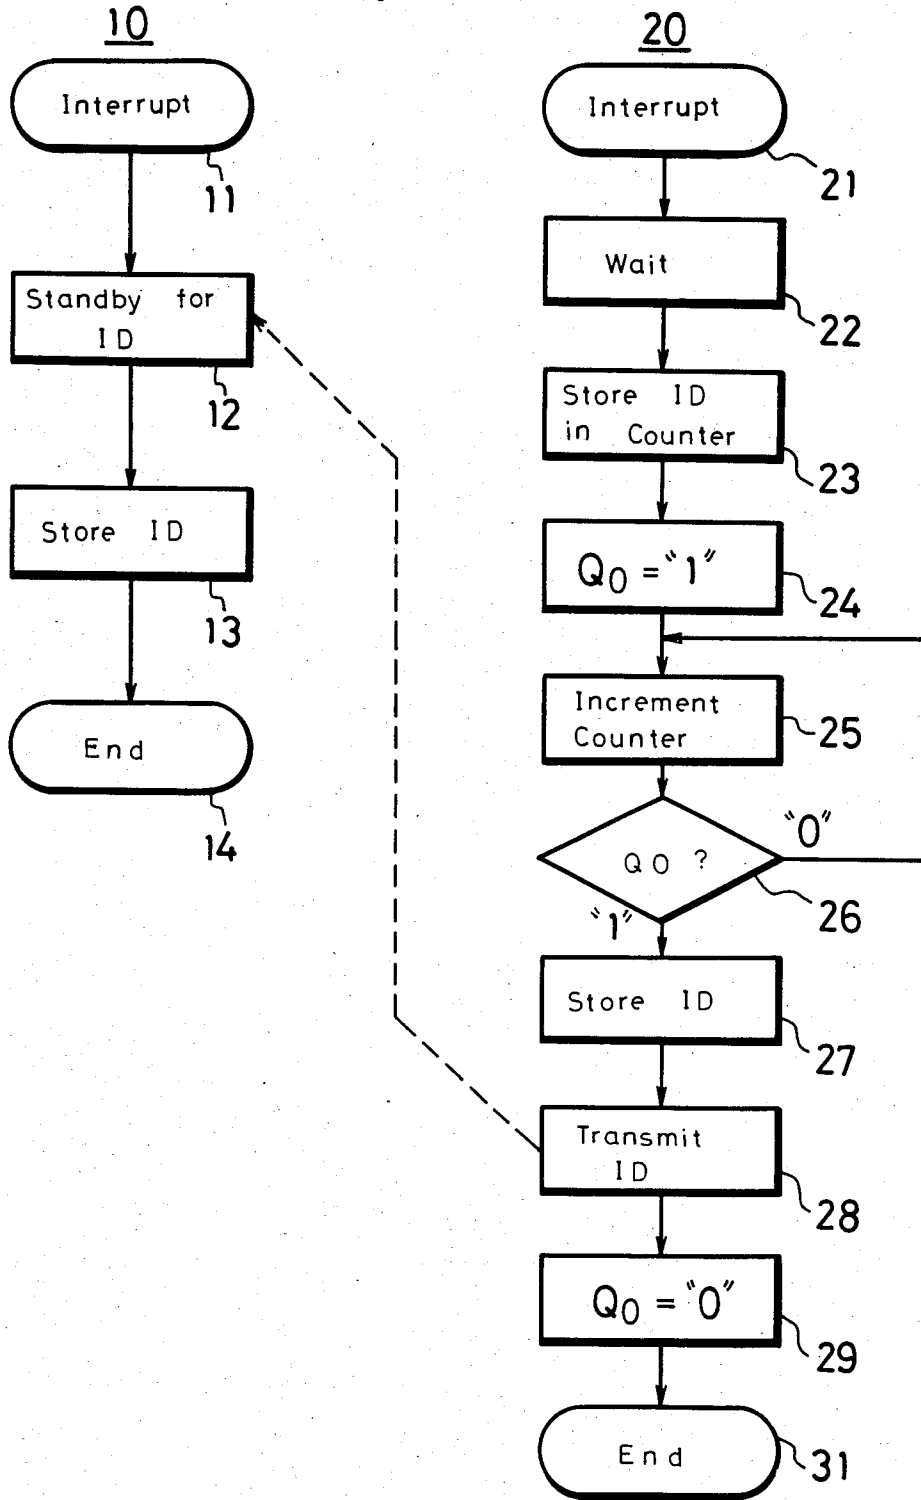 10
Interrupt
11
Standby for
ID
12
Store ID
13
End
14
20
Interrupt
21
Wait
22
Store ID
in Counter
23
Q0 = "1"
24
Increment
Counter
25
Q0 ?
"0"
26
"1"
Store ID
27
Transmit
ID
28
Q0 = "0"
29
End
31